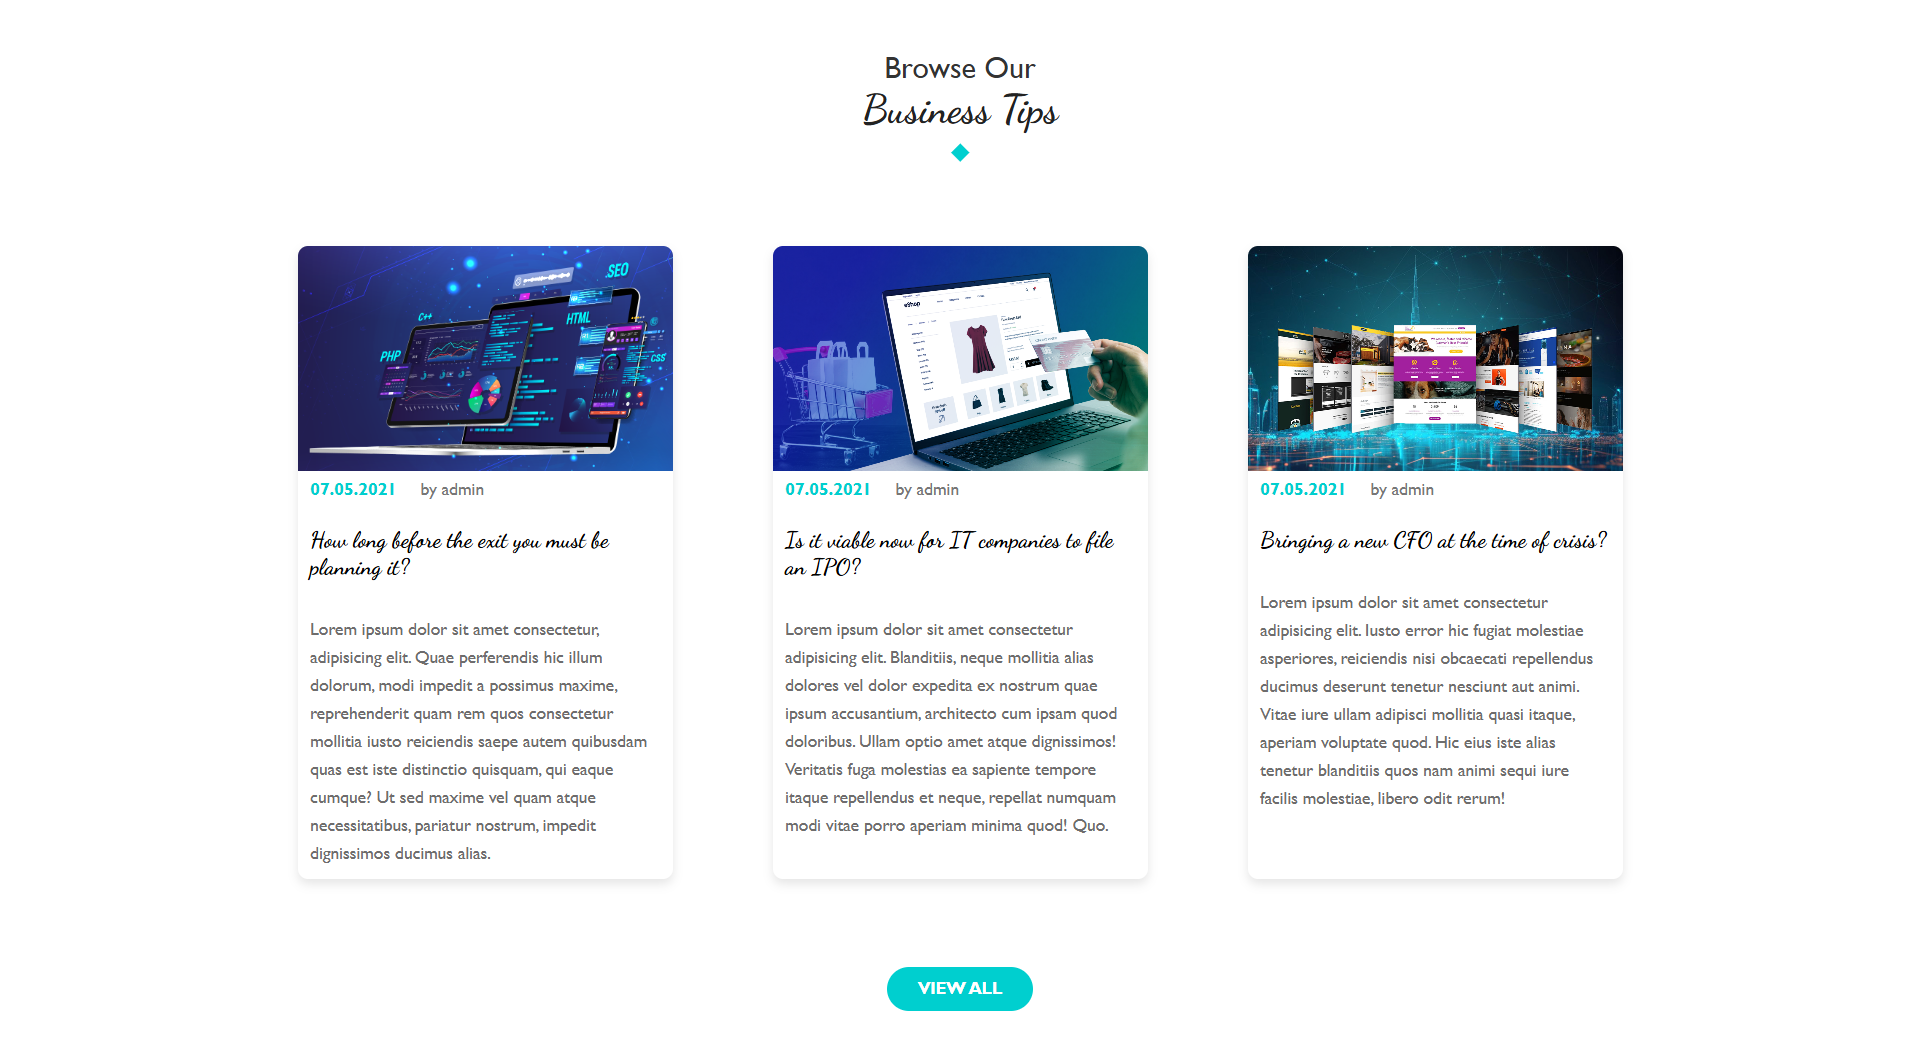 Browse Our
Business Tips
.SEO
C++
HTML
PHP
CSS
eShop
07.05.2021 by admin
How long before the exit you must be
planning it?
Lorem ipsum dolor sit amet consectetur,
adipisicing elit. Quae perferendis hic illum
dolorum, modi impedit a possimus maxime,
reprehenderit quam rem quos consectetur
mollitia iusto reiciendis saepe autem quibusdam
quas est iste distinctio quisquam, qui eaque
cumque? Ut sed maxime vel quam atque
necessitatibus, pariatur nostrum, impedit
dignissimos ducimus alias.
07.05.2021 by admin
Is it viable now for IT companies to file
an IPO?
Lorem ipsum dolor sit amet consectetur
adipisicing elit. Blanditiis, neque mollitia alias
dolores vel dolor expedita ex nostrum quae
ipsum accusantium, architecto cum ipsam quod
doloribus. Ullam optio amet atque dignissimos!
Veritatis fuga molestias ea sapiente tempore
itaque repellendus et neque, repellat numquam
modi vitae porro aperiam minima quod! Quo.
07.05.2021 by admin
Bringing a new CFO at the time of crisis?
Lorem ipsum dolor sit amet consectetur
adipisicing elit. Iusto error hic fugiat molestiae
asperiores, reiciendis nisi obcaecati repellendus
ducimus deserunt tenetur nesciunt aut animi.
Vitae iure ullam adipisci mollitia quasi itaque,
aperiam voluptate quod. Hic eius iste alias
tenetur blanditiis quos nam animi sequi iure
facilis molestiae, libero odit rerum!
VIEW ALL